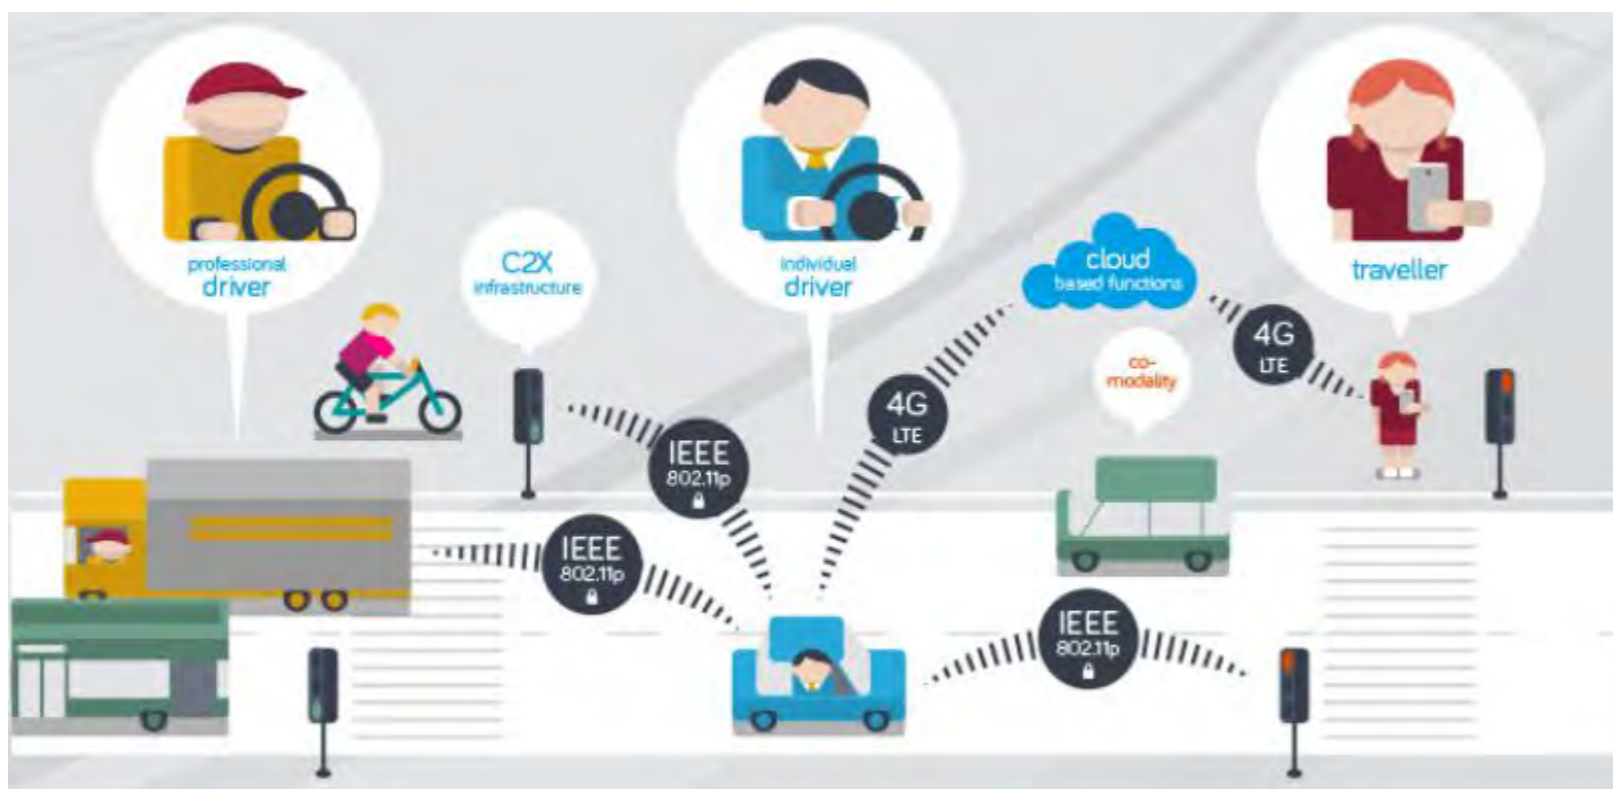 professional
driver
C2X
infrastructure
individual
driver
cloud
based functions
traveller
4G
LTE
co-
modality
4G
LTE
IEEE
802.11p
IEEE
802.11p
IEEE
802.11p